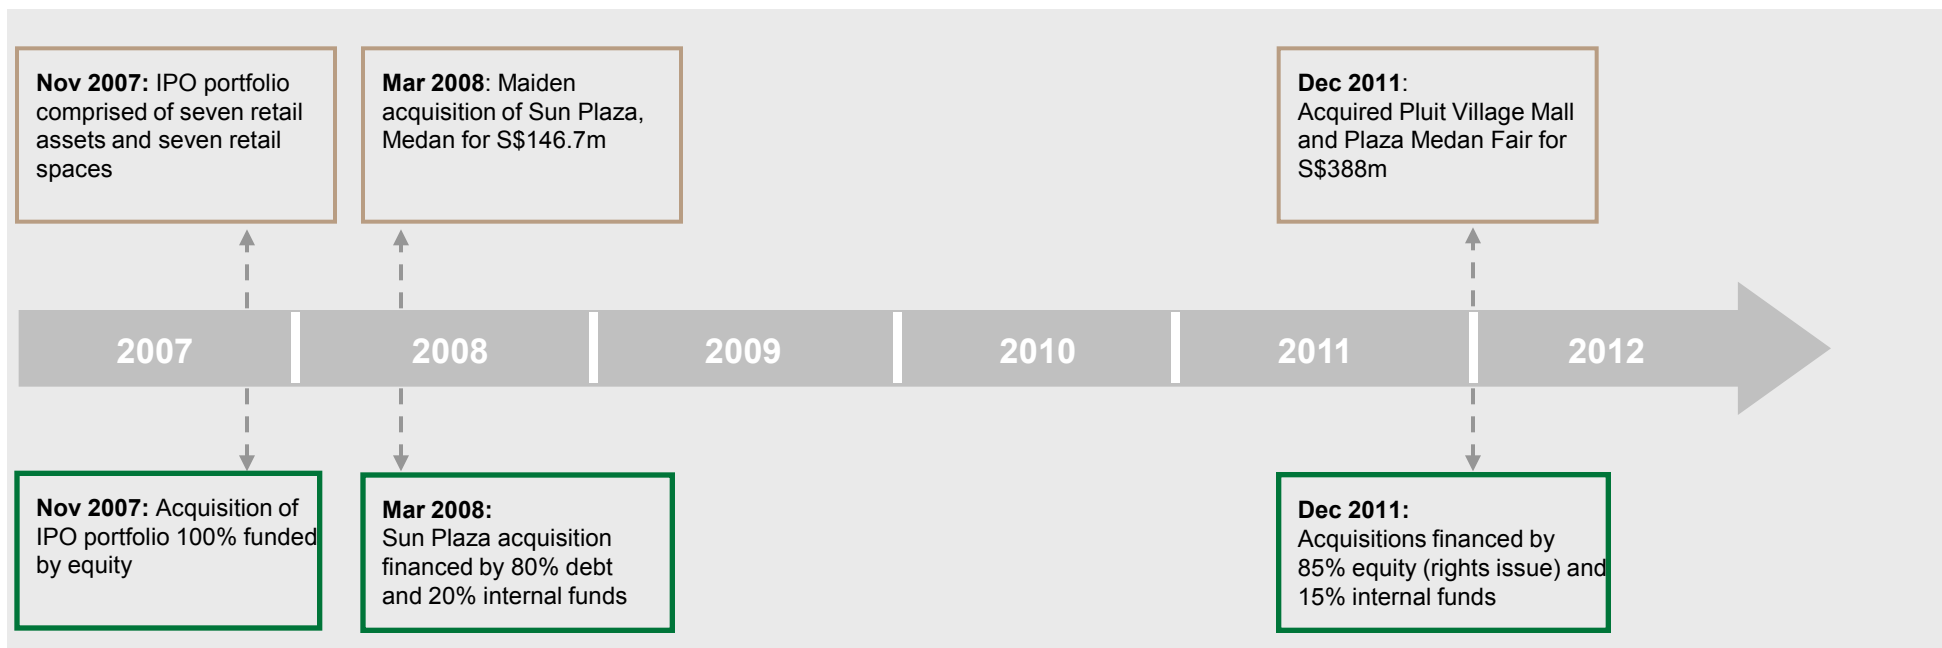 Nov 2007: IPO portfolio
comprised of seven retail
assets and seven retail
spaces
Mar 2008: Maiden
acquisition of Sun Plaza,
Medan for S$146.7m
Dec 2011:
Acquired Pluit Village Mall
and Plaza Medan Fair for
S$388m
2007
2008
2009
2010
2011
2012
Nov 2007: Acquisition of
IPO portfolio 100% funded
by equity
Mar 2008:
Sun Plaza acquisition
financed by 80% debt
and 20% internal funds
Dec 2011:
Acquisitions financed by
85% equity (rights issue) and
15% internal funds